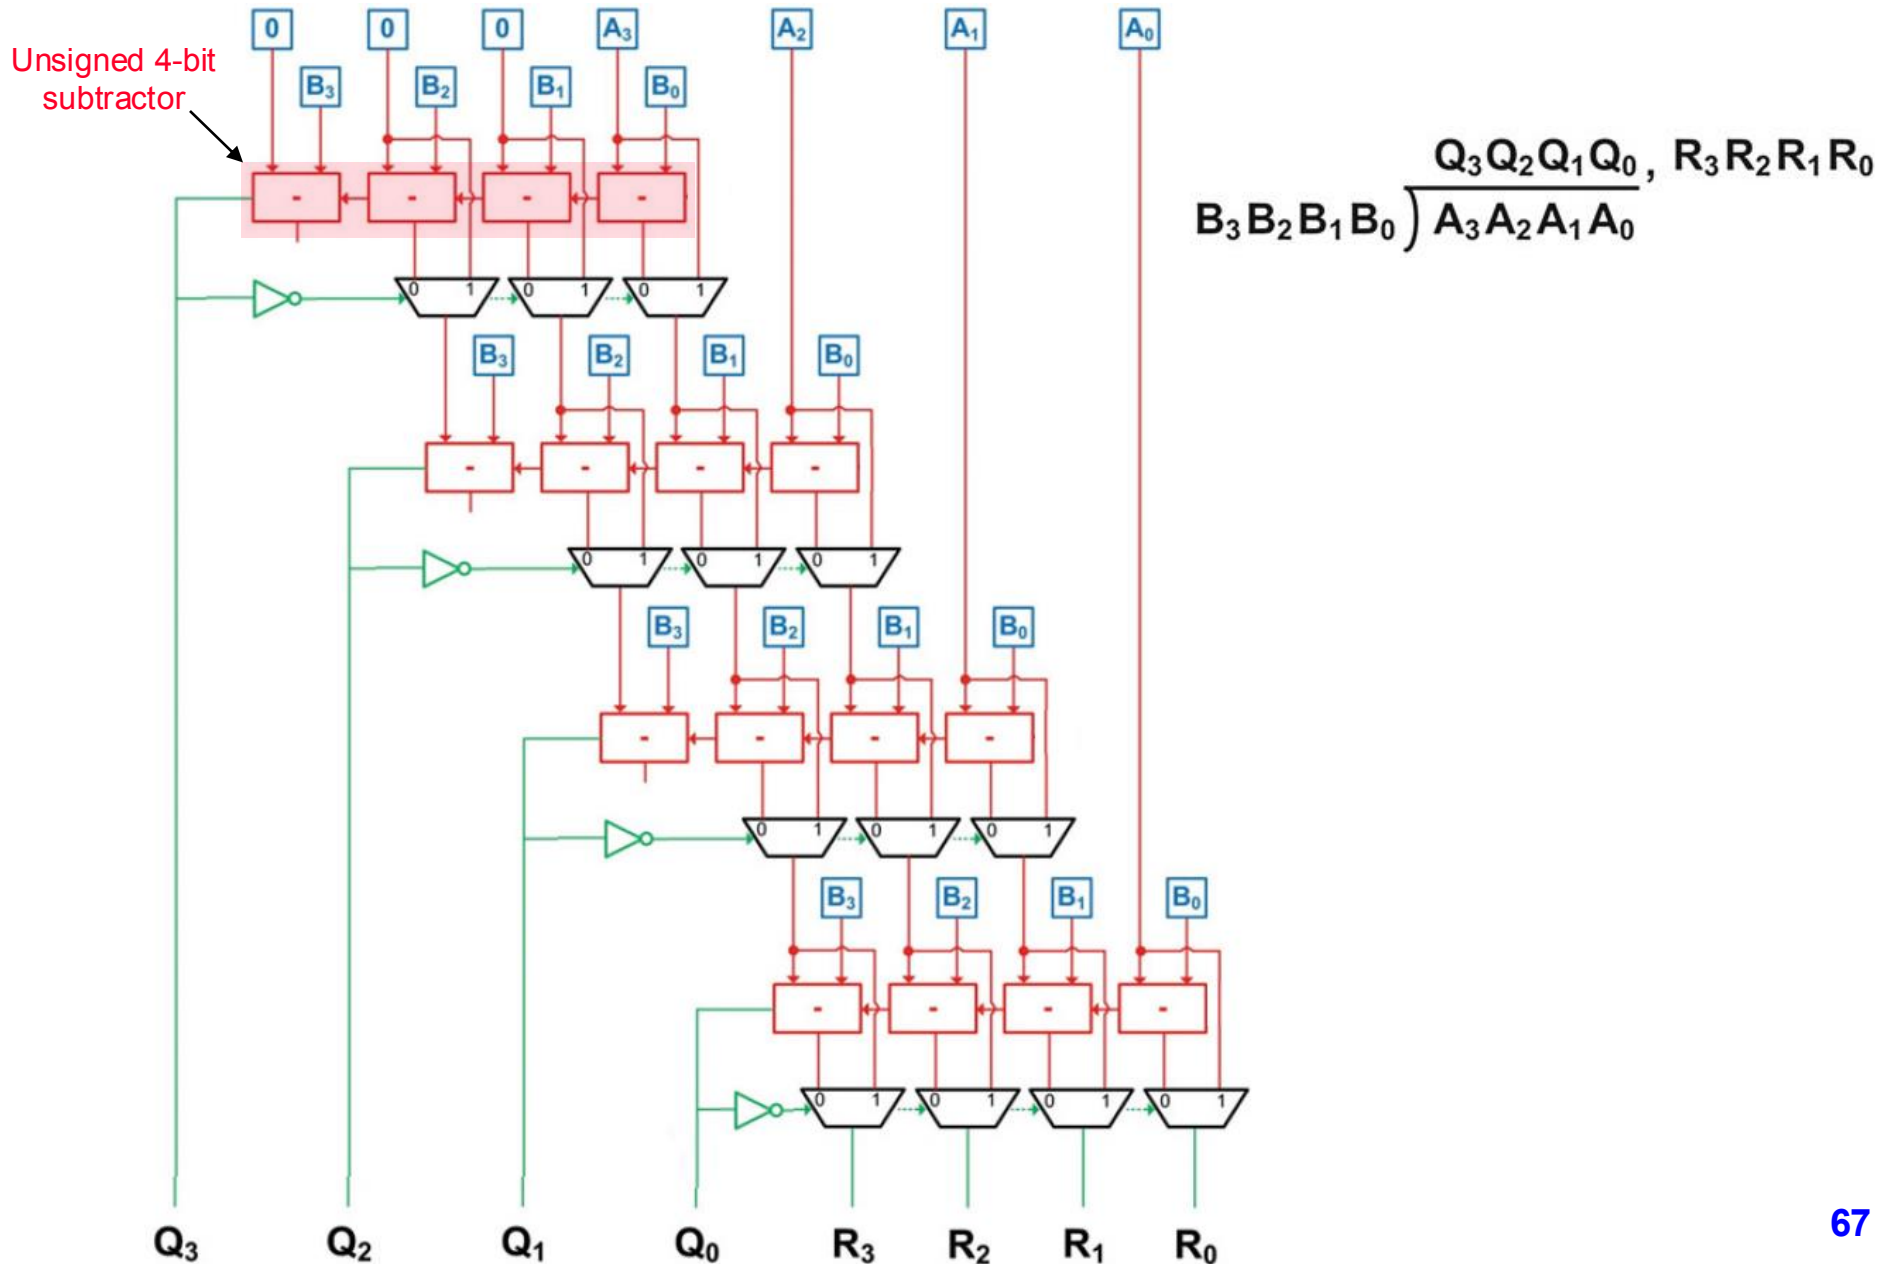 0 0 0 A₃ A₂ A₁ A₀
Unsigned 4-bit
subtractor
B₃ B₂ B₁ B₀
Q₃Q₂Q₁Q₀, R₃R₂R₁R₀
B₃B₂B₁B₀ ) A₃A₂A₁A₀
- - - -
0 1 0 1 0 1
B₃ B₂ B₁ B₀
- - - -
0 1 0 1 0 1
B₃ B₂ B₁ B₀
- - - -
0 1 0 1 0 1
B₃ B₂ B₁ B₀
- - - -
0 1 0 1 0 1 0 1
Q₃ Q₂ Q₁ Q₀ R₃ R₂ R₁ R₀
67